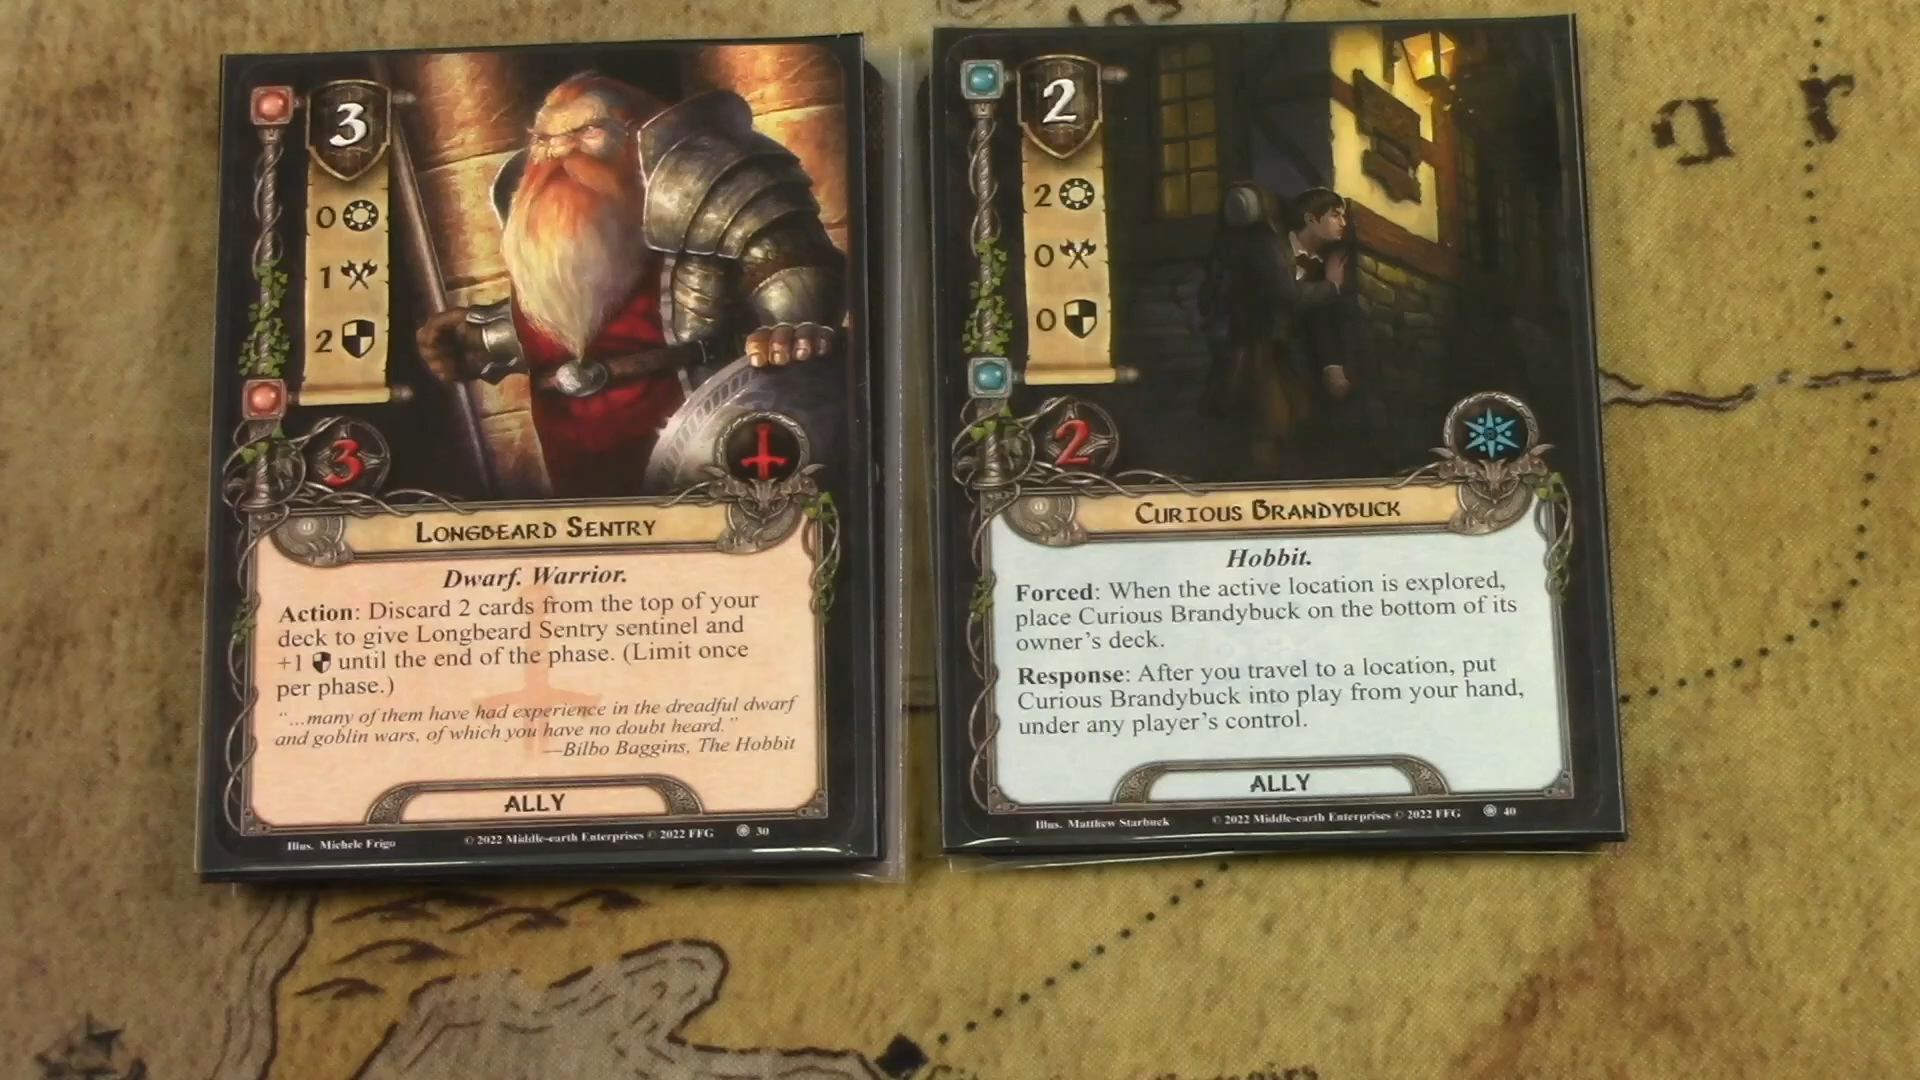 3
0
1
2
3
LONGBEARD SENTRY
Dwarf. Warrior.
Action: Discard 2 cards from the top of your
deck to give Longbeard Sentry sentinel and
+1 until the end of the phase. (Limit once
per phase.)
"...many of them have had experience in the dreadful dwarf
and goblin wars, of which you have no doubt heard."
—Bilbo Baggins, The Hobbit
ALLY
Illus. Michele Frigo © 2022 Middle-earth Enterprises © 2022 FFG 30
2
2
0
0
2
CURIOUS BRANDYBUCK
Hobbit.
Forced: When the active location is explored,
place Curious Brandybuck on the bottom of its
owner's deck.
Response: After you travel to a location, put
Curious Brandybuck into play from your hand,
under any player's control.
ALLY
Illus. Matthew Starbuck © 2022 Middle-earth Enterprises © 2022 FFG 40